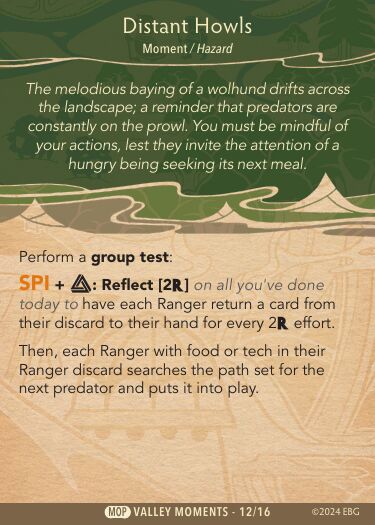 Distant Howls
Moment / Hazard
The melodious baying of a wolhund drifts across
the landscape; a reminder that predators are
constantly on the prowl. You must be mindful of
your actions, lest they invite the attention of a
hungry being seeking its next meal.
Perform a group test:
SPI + : Reflect [2R] on all you've done
today to have each Ranger return a card from
their discard to their hand for every 2R effort.
Then, each Ranger with food or tech in their
Ranger discard searches the path set for the
next predator and puts it into play.
MOP VALLEY MOMENTS - 12/16
©2024 EBG